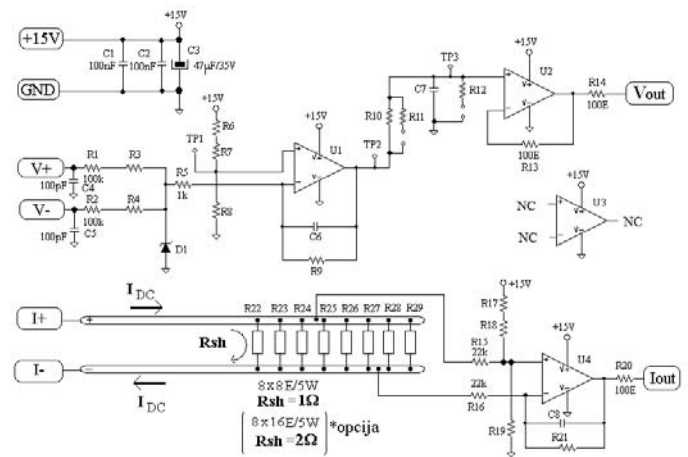 +15V
GND
C1
100nF
C2
100nF
+15V
C3
47μF/35V
V+
V-
100pF
C4
100pF
C5
R1
100k
R2
100k
R3
R4
D1
R5
1k
TP1
+15V
R6
R7
R8
+15V
U1
V+
V-
C6
R9
TP2
R10
R11
C7
TP3
R12
+15V
U2
V+
V-
100E
R13
R14
100E
Vout
NC
NC
U3
V+
V-
NC
I DC
I+
I-
I DC
R22 R23 R24 R25 R26 R27 R28 R29
Rsh
8x8E/5W
Rsh =1Ω
8x16E/5W
Rsh =2Ω
*opcija
+15V
R17
R18
R15
22k
22k
R16
R19
+15V
U4
V+
V-
C8
R21
R20
100E
Iout